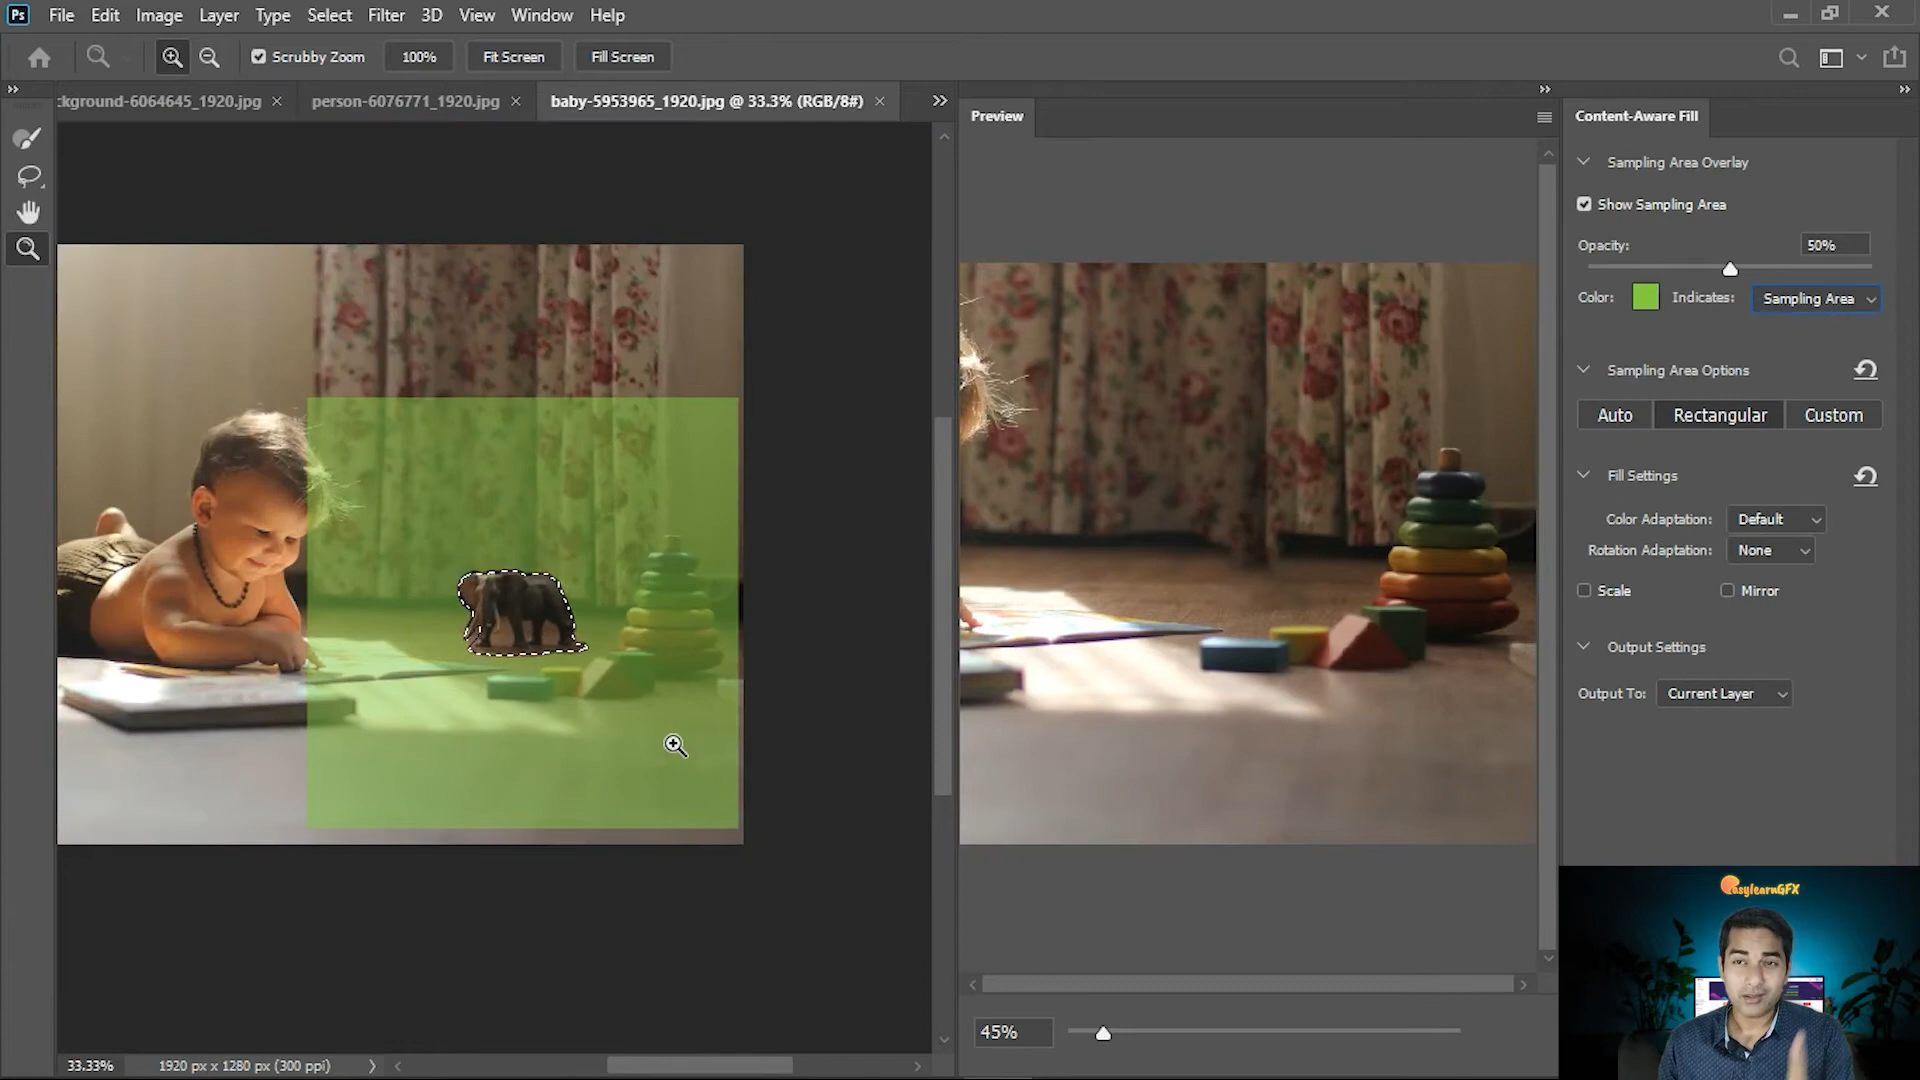 Ps File Edit Image Layer Type Select Filter 3D View Window Help
Scrubby Zoom 100% Fit Screen Fill Screen
ckground-6064645_1920.jpg person-6076771_1920.jpg baby-5953965_1920.jpg @ 33.3% (RGB/8#)
Preview
Content-Aware Fill
Sampling Area Overlay
Show Sampling Area
Opacity: 50%
Color: Indicates: Sampling Area
Sampling Area Options
Auto Rectangular Custom
Fill Settings
Color Adaptation: Default
Rotation Adaptation: None
Scale Mirror
Output Settings
Output To: Current Layer
easylearnGFX
45%
33.33% 1920 px x 1280 px (300 ppi)